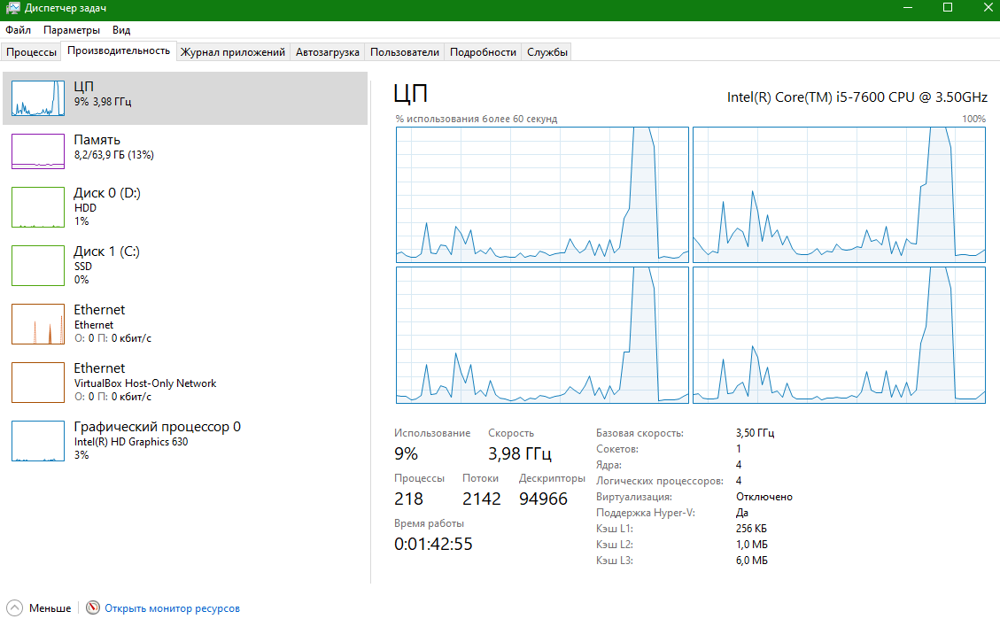 Диспетчер задач
Файл Параметры Вид
Процессы Производительность Журнал приложений Автозагрузка Пользователи Подробности Службы
ЦП
9% 3,98 ГГц
Память
8,2/63,9 ГБ (13%)
Диск 0 (D:)
HDD
1%
Диск 1 (C:)
SSD
0%
Ethernet
Ethernet
О: 0 П: 0 кбит/с
Ethernet
VirtualBox Host-Only Network
О: 0 П: 0 кбит/с
Графический процессор 0
Intel(R) HD Graphics 630
3%
ЦП Intel(R) Core(TM) i5-7600 CPU @ 3.50GHz
% использования более 60 секунд 100%
Использование Скорость
9% 3,98 ГГц
Процессы Потоки Дескрипторы
218 2142 94966
Время работы
0:01:42:55
Базовая скорость: 3,50 ГГц
Сокетов: 1
Ядра: 4
Логических процессоров: 4
Виртуализация: Отключено
Поддержка Hyper-V: Да
Кэш L1: 256 КБ
Кэш L2: 1,0 МБ
Кэш L3: 6,0 МБ
Меньше Открыть монитор ресурсов